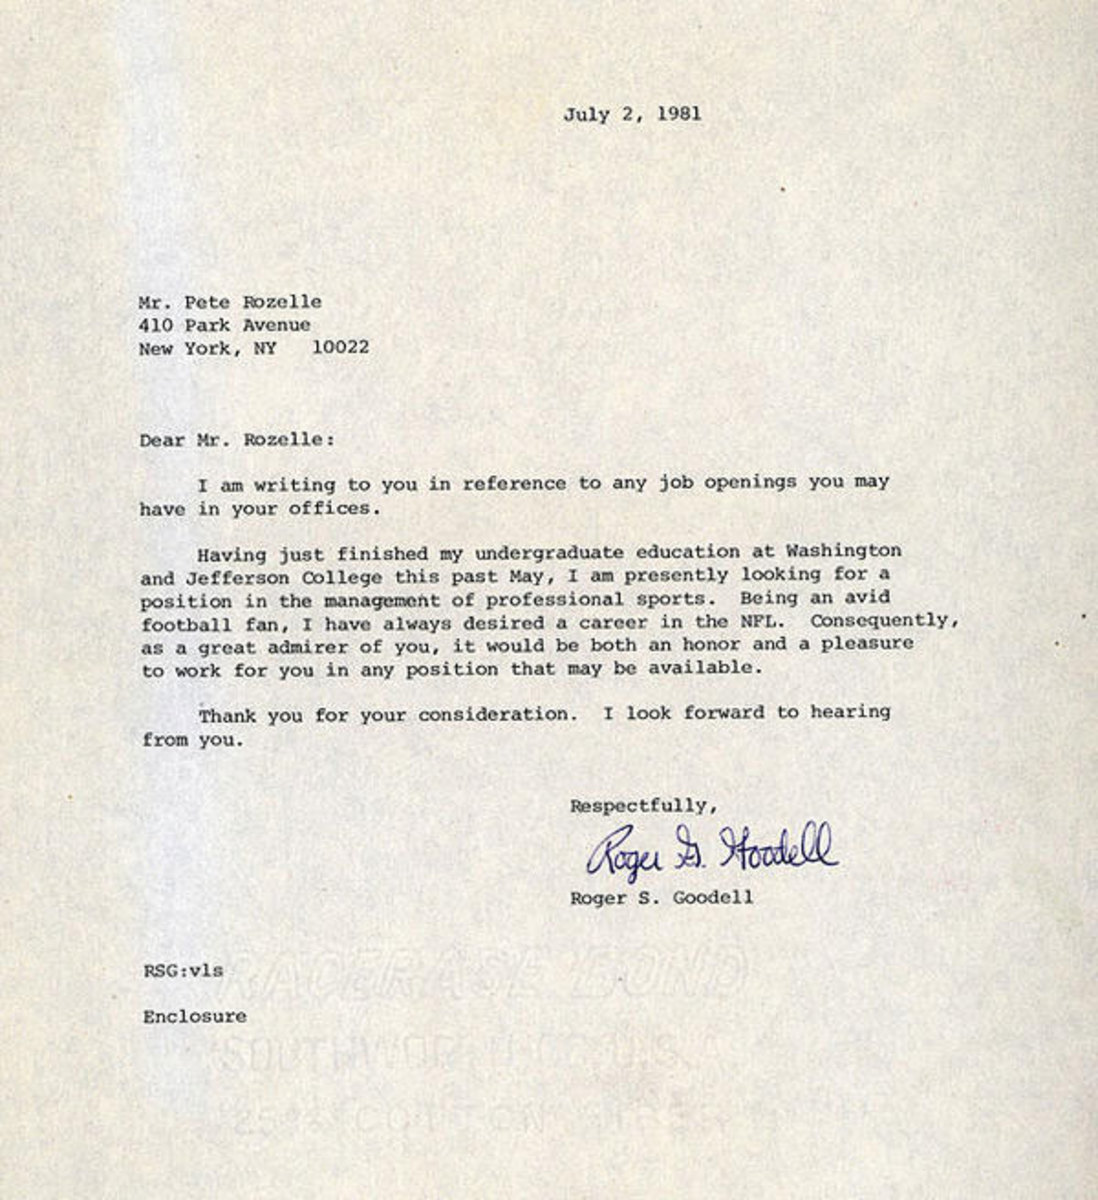 July 2, 1981
Mr. Pete Rozelle
410 Park Avenue
New York, NY 10022
Dear Mr. Rozelle:
I am writing to you in reference to any job openings you may
have in your offices.
Having just finished my undergraduate education at Washington
and Jefferson College this past May, I am presently looking for a
position in the management of professional sports. Being an avid
football fan, I have always desired a career in the NFL. Consequently,
as a great admirer of you, it would be both an honor and a pleasure
to work for you in any position that may be available.
Thank you for your consideration. I look forward to hearing
from you.
Respectfully,
Roger S. Goodell
Roger S. Goodell
RSG:vls
Enclosure
BOND
U.S.A.
COTTON